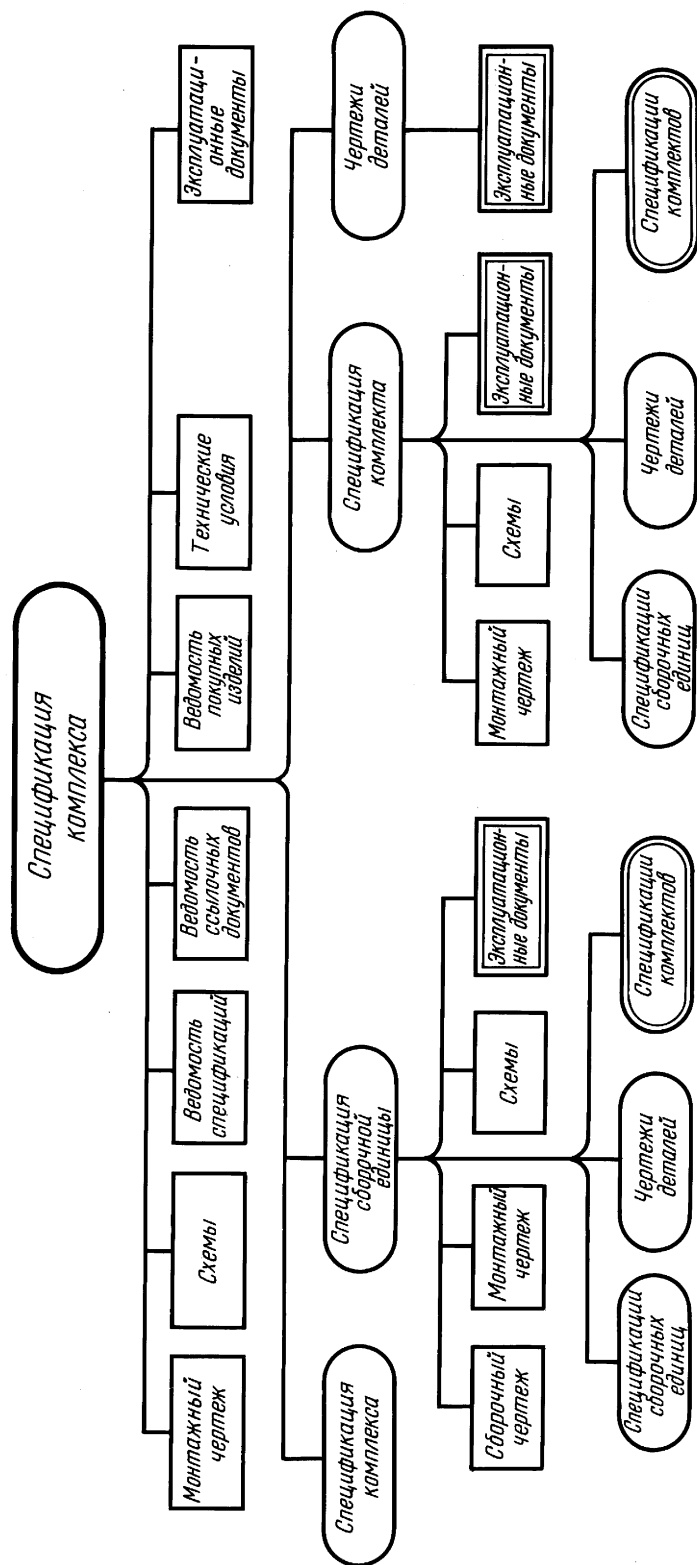 Спецификация
комплекса
Монтажный
чертеж
Схемы
Ведомость
спецификаций
Ведомость
ссылочных
документов
Ведомость
покупных
изделий
Технические
условия
Эксплуатаци-
онные
документы
Спецификация
комплекса
Спецификация
сборочной
единицы
Спецификация
комплекта
Чертежи
деталей
Сборочный
чертеж
Монтажный
чертеж
Схемы
Эксплуатацион-
ные документы
Монтажный
чертеж
Схемы
Эксплуатацион-
ные документы
Эксплуатацион-
ные документы
Спецификации
сборочных
единиц
Чертежи
деталей
Спецификации
комплектов
Спецификации
сборочных
единиц
Чертежи
деталей
Спецификации
комплектов